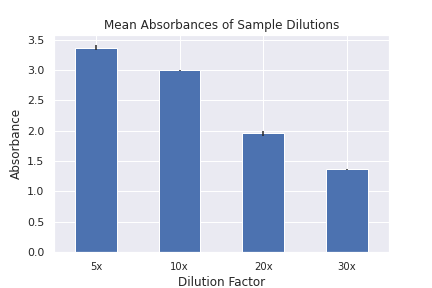 Mean Absorbances of Sample Dilutions
3.5
3.0
2.5
2.0
1.5
1.0
0.5
0.0
Absorbance
5x
10x
20x
30x
Dilution Factor